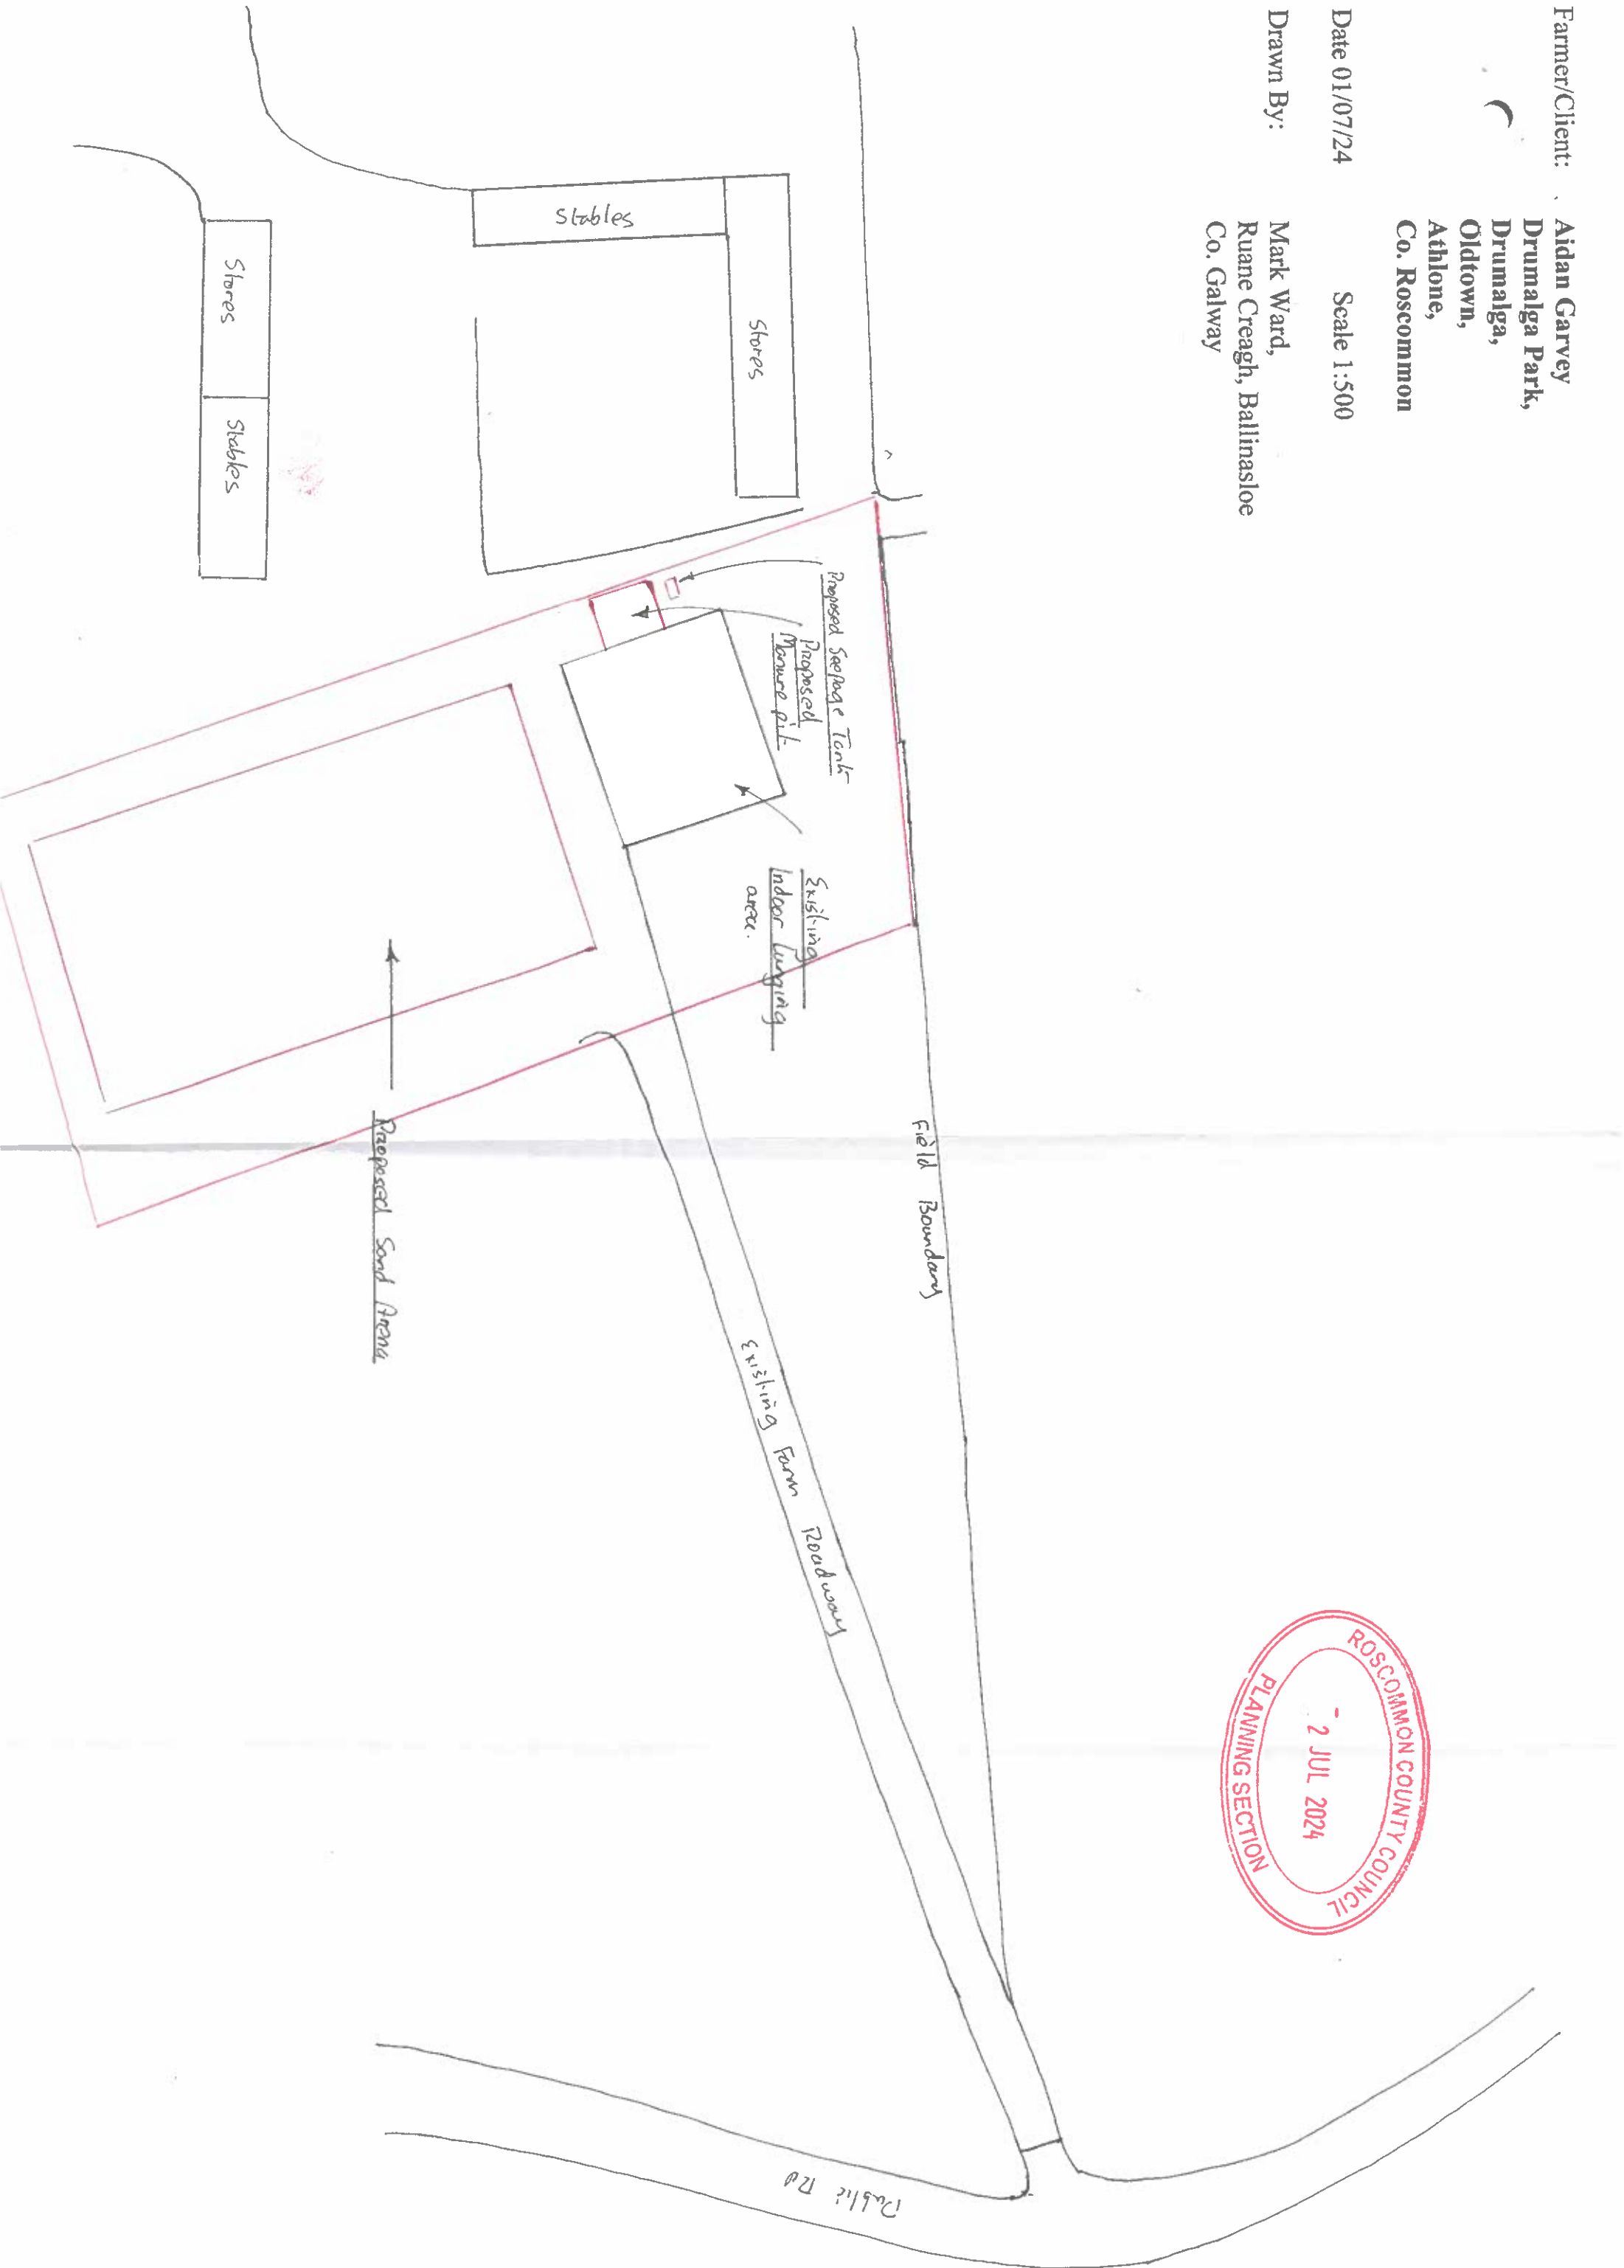 Farmer/Client: Aidan Garvey
Drumalga Park,
Drumalga,
Oldtown,
Athlone,
Co. Roscommon
Date 01/07/24 Scale 1:500
Drawn By: Mark Ward,
Ruane Creagh, Ballinasloe
Co. Galway
ROSCOMMON COUNTY COUNCIL
- 2 JUL 2024
PLANNING SECTION
Stables
Stores
Stores
Stables
Proposed Seepage Tank
Proposed
Manure pit
Existing
Indoor Lunging
area.
Field Boundary
Existing Farm Roadway
Proposed Sand Arena
Public Rd